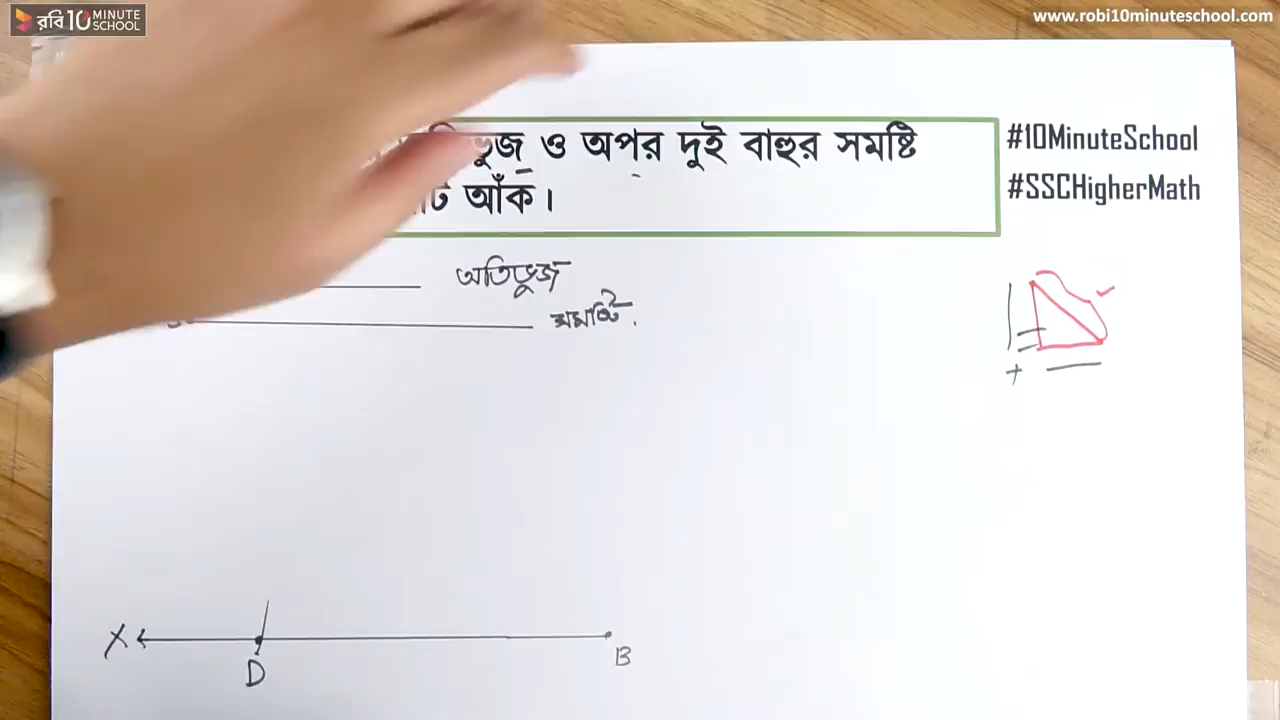 রবি 10 MINUTE SCHOOL
www.robi10minuteschool.com
ও অপর দুই বাহুর সমষ্টি
আঁক।
#10MinuteSchool
#SSCHigherMath
অতিভুজ
সমষ্টি.
+
X
D
B